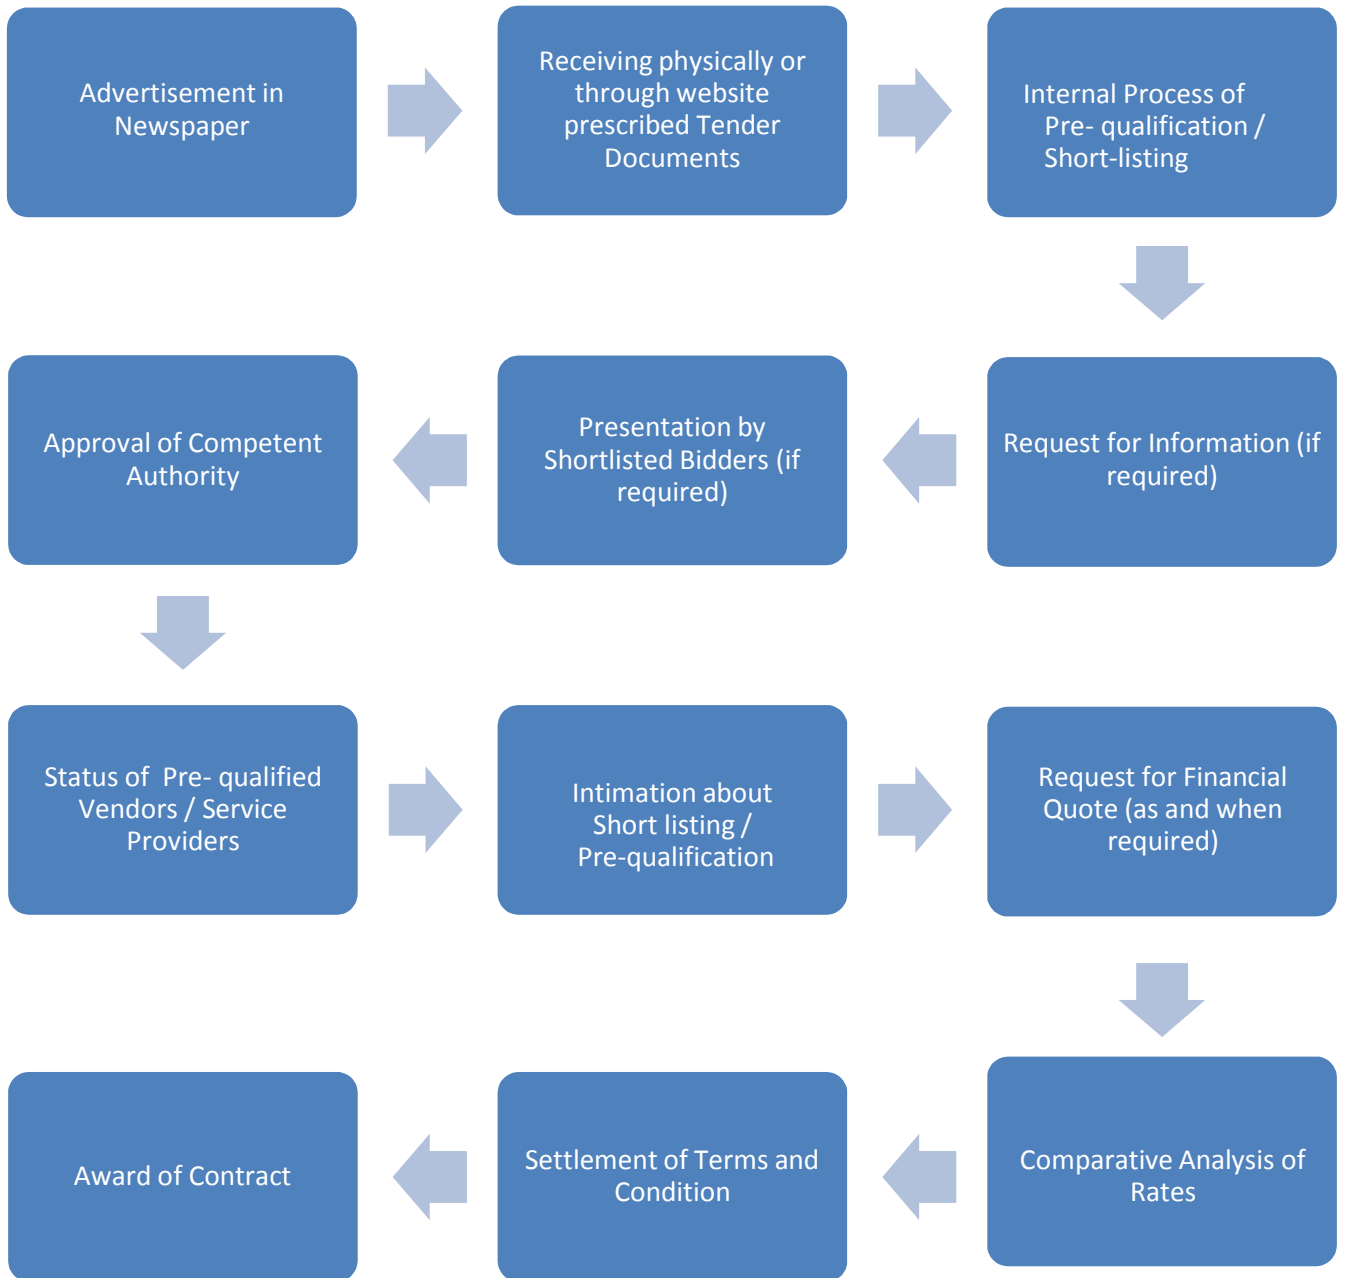 Advertisement in
Newspaper
Receiving physically or
through website
prescribed Tender
Documents
Internal Process of
Pre- qualification /
Short-listing
Request for Information (if
required)
Presentation by
Shortlisted Bidders (if
required)
Approval of Competent
Authority
Status of Pre- qualified
Vendors / Service
Providers
Intimation about
Short listing /
Pre-qualification
Request for Financial
Quote (as and when
required)
Comparative Analysis of
Rates
Settlement of Terms and
Condition
Award of Contract